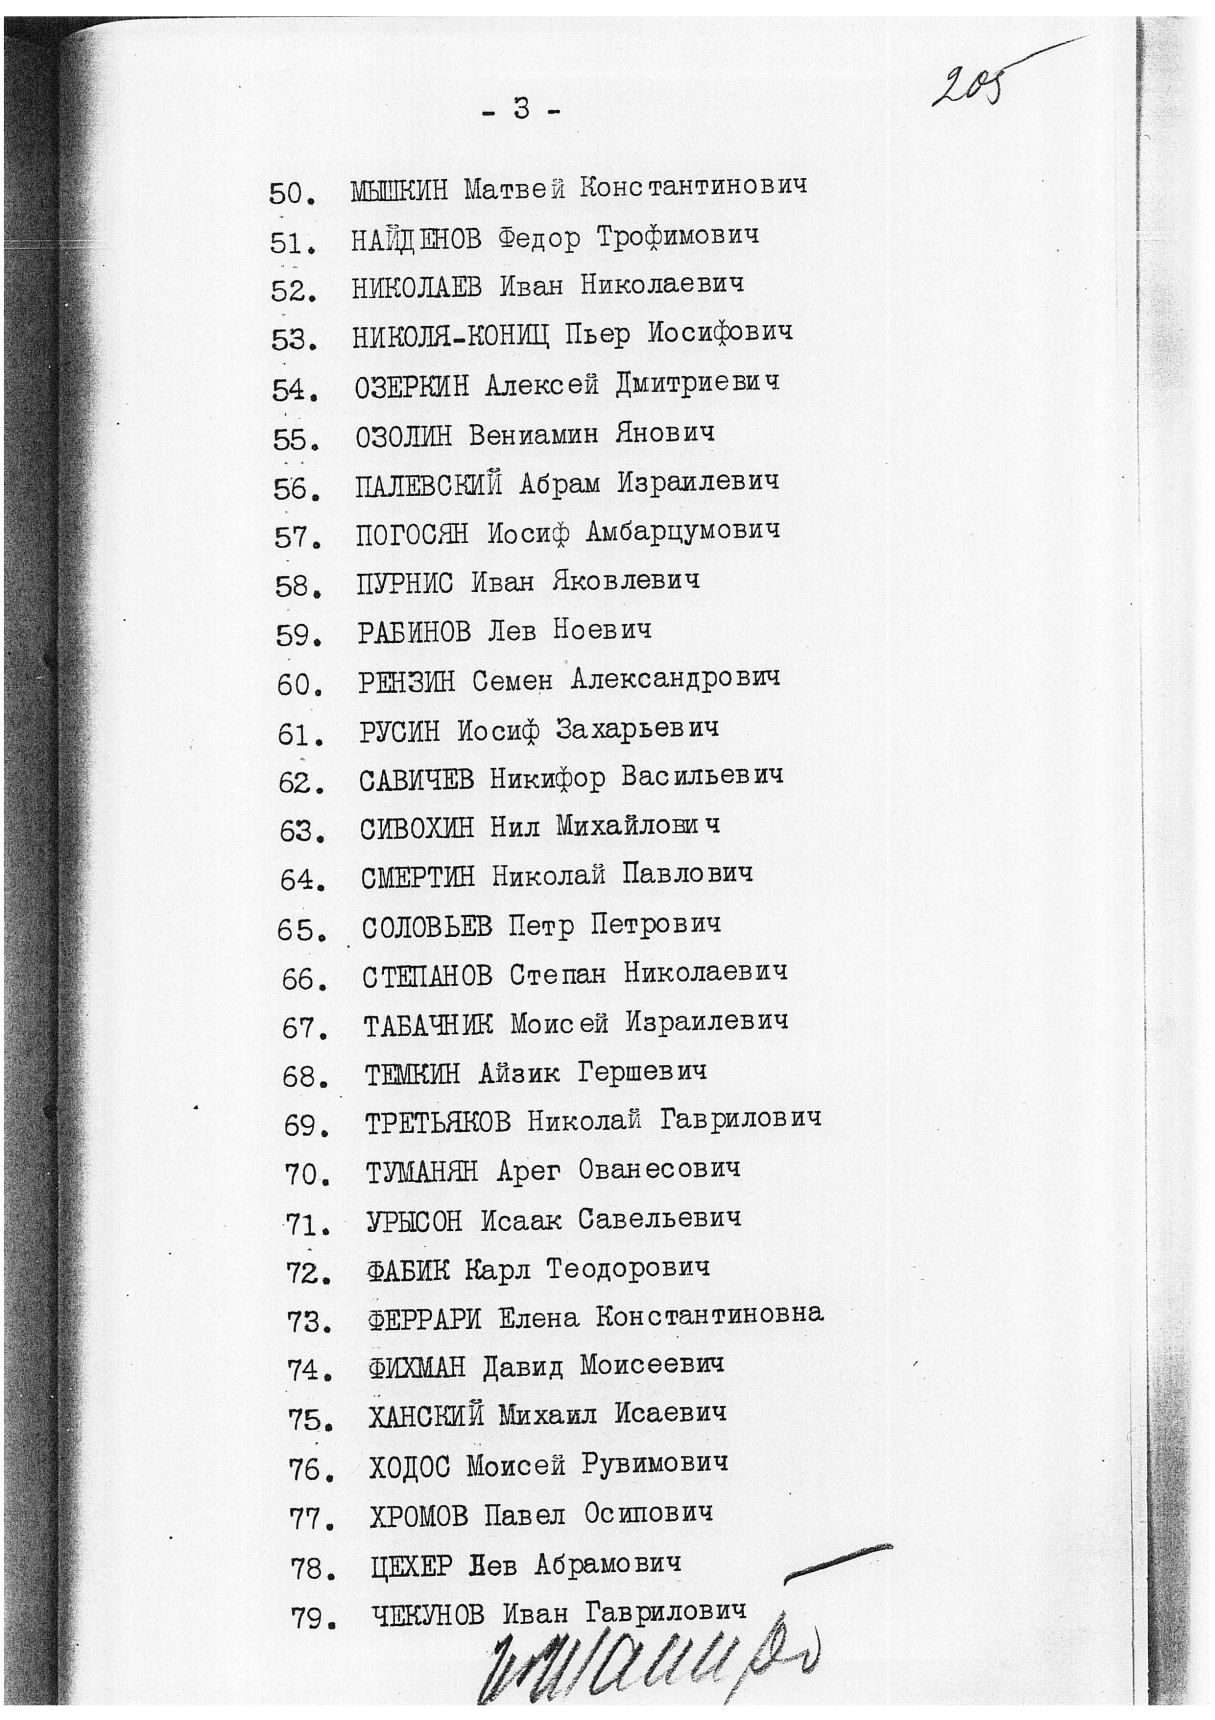 205
- 3 -
50. МЫШКИН Матвей Константинович
51. НАЙДЕНОВ Федор Трофимович
52. НИКОЛАЕВ Иван Николаевич
53. НИКОЛЯ-КОНИЦ Пьер Иосифович
54. ОЗЕРКИН Алексей Дмитриевич
55. ОЗОЛИН Вениамин Янович
56. ПАЛЕВСКИЙ Абрам Израилевич
57. ПОГОСЯН Иосиф Амбарцумович
58. ПУРНИС Иван Яковлевич
59. РАБИНОВ Лев Ноевич
60. РЕНЗИН Семен Александрович
61. РУСИН Иосиф Захарьевич
62. САВИЧЕВ Никифор Васильевич
63. СИВОХИН Нил Михайлович
64. СМЕРТИН Николай Павлович
65. СОЛОВЬЕВ Петр Петрович
66. СТЕПАНОВ Степан Николаевич
67. ТАБАЧНИК Моисей Израилевич
68. ТЕМКИН Айзик Гершевич
69. ТРЕТЬЯКОВ Николай Гаврилович
70. ТУМАНЯН Арег Ованесович
71. УРЫСОН Исаак Савельевич
72. ФАБИК Карл Теодорович
73. ФЕРРАРИ Елена Константиновна
74. ФИХМАН Давид Моисеевич
75. ХАНСКИЙ Михаил Исаевич
76. ХОДОС Моисей Рувимович
77. ХРОМОВ Павел Осипович
78. ЦЕХЕР Лев Абрамович
79. ЧЕКУНОВ Иван Гаврилович